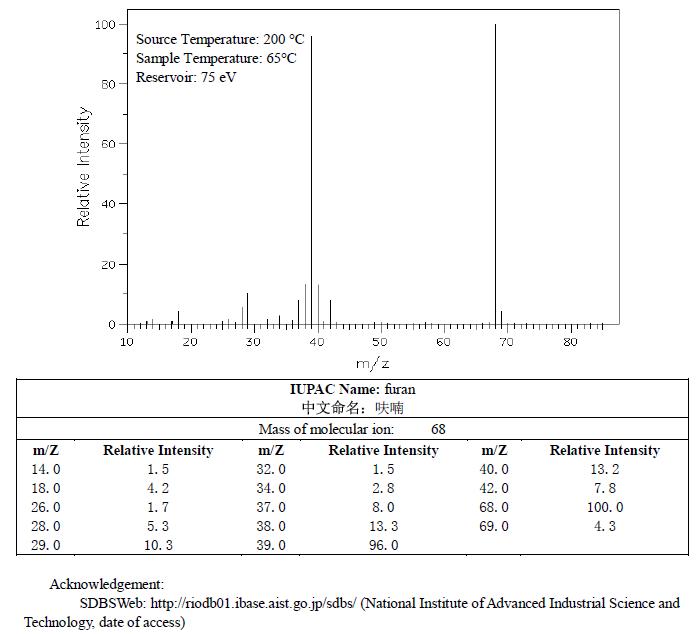 100
80
60
40
20
0
Relative Intensity
Source Temperature: 200 °C
Sample Temperature: 65°C
Reservoir: 75 eV
10 20 30 40 50 60 70 80
m/z
IUPAC Name: furan
中文命名：呋喃
Mass of molecular ion: 68
m/Z Relative Intensity m/Z Relative Intensity m/Z Relative Intensity
14.0 1.5 32.0 1.5 40.0 13.2
18.0 4.2 34.0 2.8 42.0 7.8
26.0 1.7 37.0 8.0 68.0 100.0
28.0 5.3 38.0 13.3 69.0 4.3
29.0 10.3 39.0 96.0
Acknowledgement:
SDBSWeb: http://riodb01.ibase.aist.go.jp/sdbs/ (National Institute of Advanced Industrial Science and
Technology, date of access)